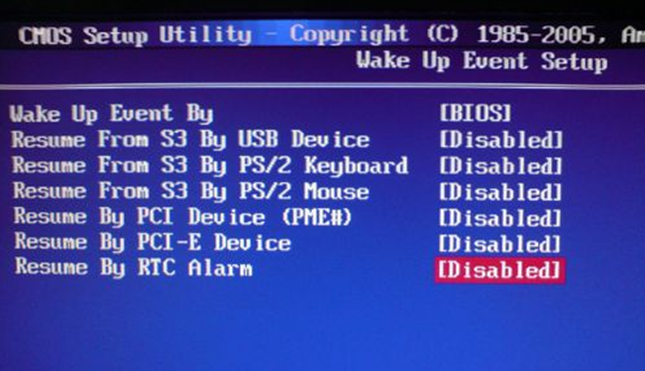 CMOS Setup Utility - Copyright (C) 1985-2005, Am
Wake Up Event Setup
Wake Up Event By [BIOS]
Resume From S3 By USB Device [Disabled]
Resume From S3 By PS/2 Keyboard [Disabled]
Resume From S3 By PS/2 Mouse [Disabled]
Resume By PCI Device (PME#) [Disabled]
Resume By PCI-E Device [Disabled]
Resume By RTC Alarm [Disabled]